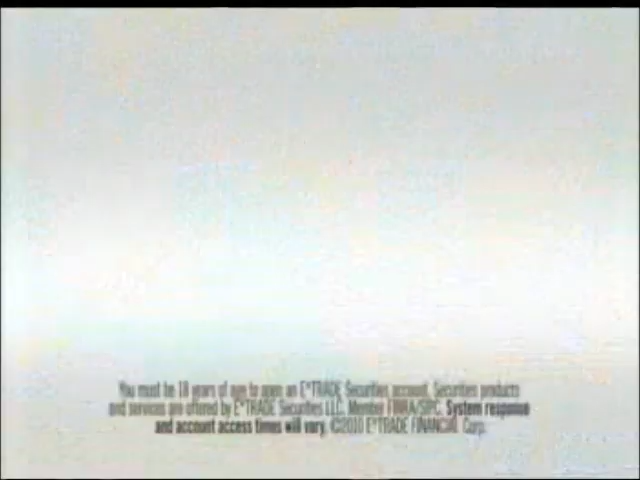 You must be 18 years of age to open an E*TRADE Securities account. Securities products
and services are offered by E*TRADE Securities LLC. Member FINRA/SIPC. System response
and account access times will vary. ©2010 E*TRADE FINANCIAL Corp.